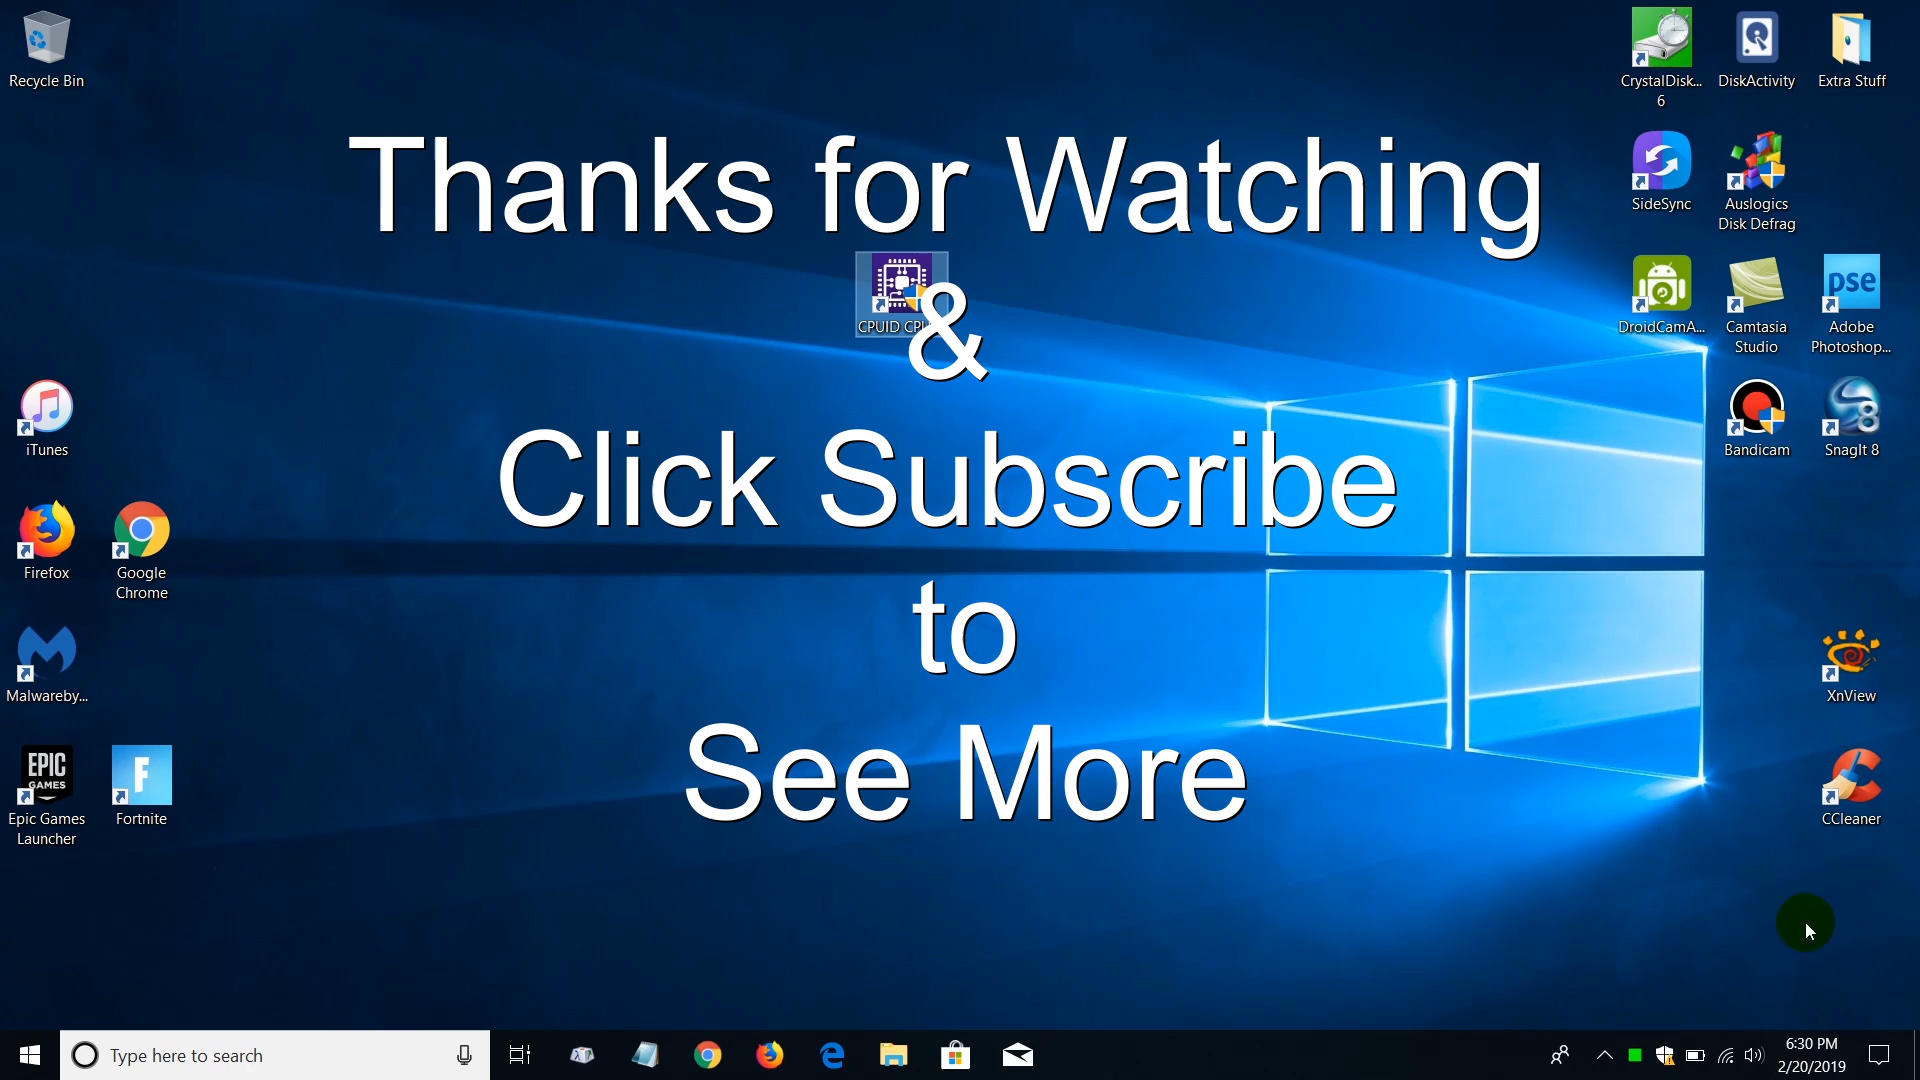 Recycle Bin
CrystalDisk...
6
DiskActivity
Extra Stuff
Thanks for Watching
SideSync
Auslogics
Disk Defrag
CPUID
&
DroidCamA...
Camtasia
Studio
pse
Adobe
Photoshop...
iTunes
Click Subscribe
Bandicam
8
SnagIt 8
Firefox
Google
Chrome
to
Malwareby...
XnView
See More
EPIC
GAMES
Epic Games
Launcher
F
Fortnite
CCleaner
Type here to search
6:30 PM
2/20/2019